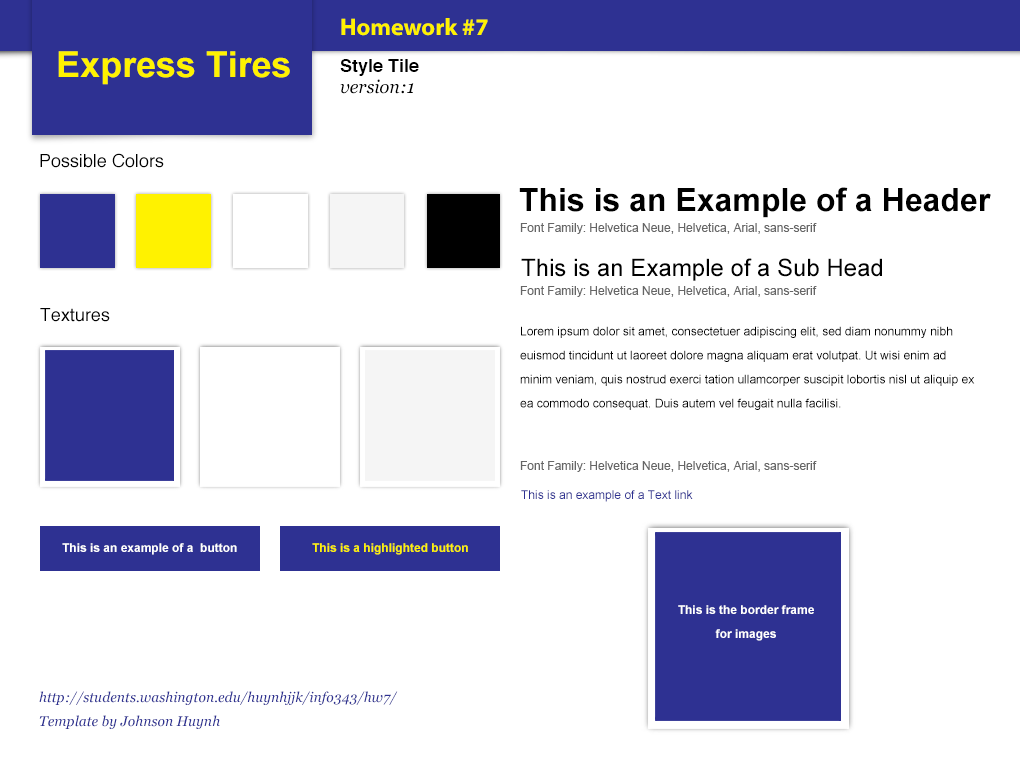 Homework #7
Express Tires
Style Tile
version:1
Possible Colors
This is an Example of a Header
Font Family: Helvetica Neue, Helvetica, Arial, sans-serif
This is an Example of a Sub Head
Font Family: Helvetica Neue, Helvetica, Arial, sans-serif
Textures
Lorem ipsum dolor sit amet, consectetuer adipiscing elit, sed diam nonummy nibh
euismod tincidunt ut laoreet dolore magna aliquam erat volutpat. Ut wisi enim ad
minim veniam, quis nostrud exerci tation ullamcorper suscipit lobortis nisl ut aliquip ex
ea commodo consequat. Duis autem vel feugait nulla facilisi.
Font Family: Helvetica Neue, Helvetica, Arial, sans-serif
This is an example of a Text link
This is an example of a  button
This is a highlighted button
This is the border frame
for images
http://students.washington.edu/huynhjjk/info343/hw7/
Template by Johnson Huynh